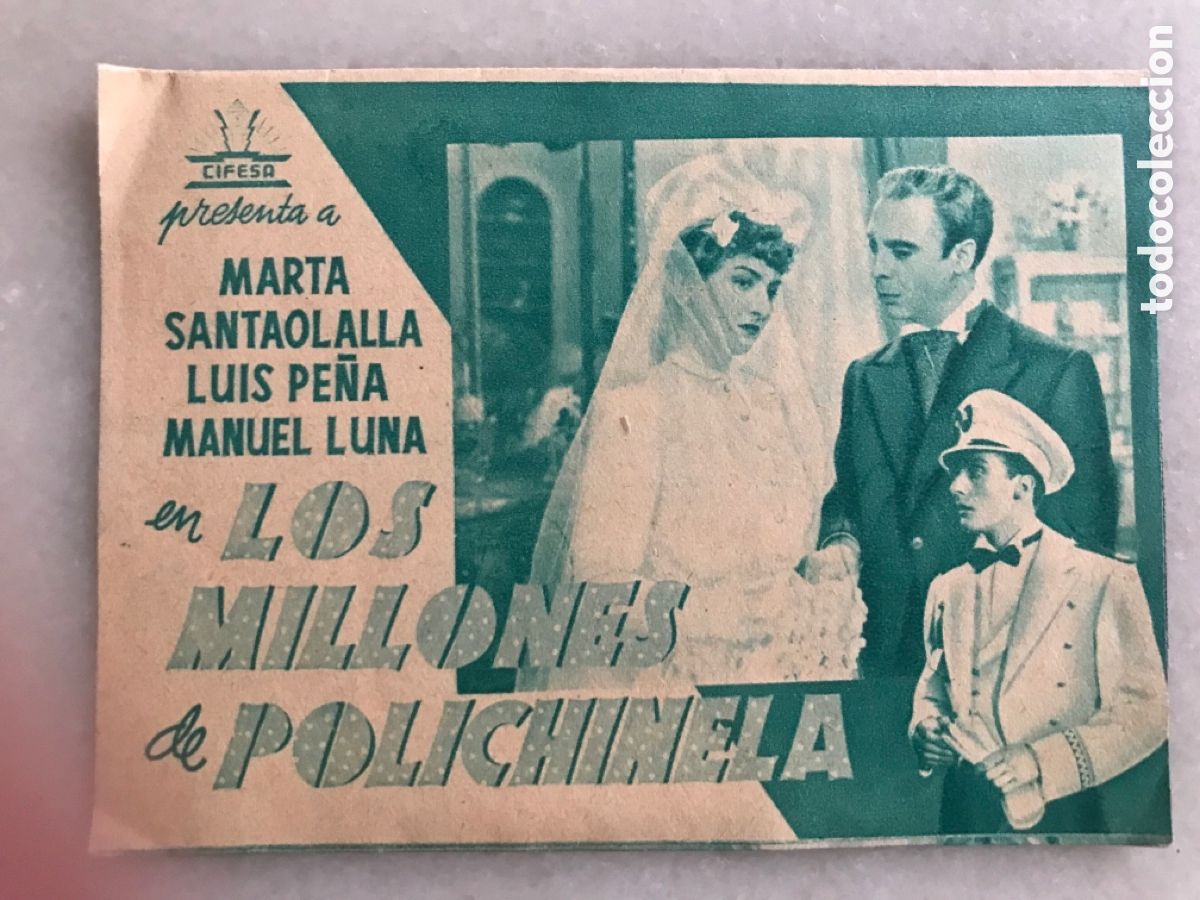 CIFESA
presenta a
MARTA
SANTAOLALLA
LUIS PEÑA
MANUEL LUNA
en LOS
MILLONES
de POLICHINELA
todocoleccion